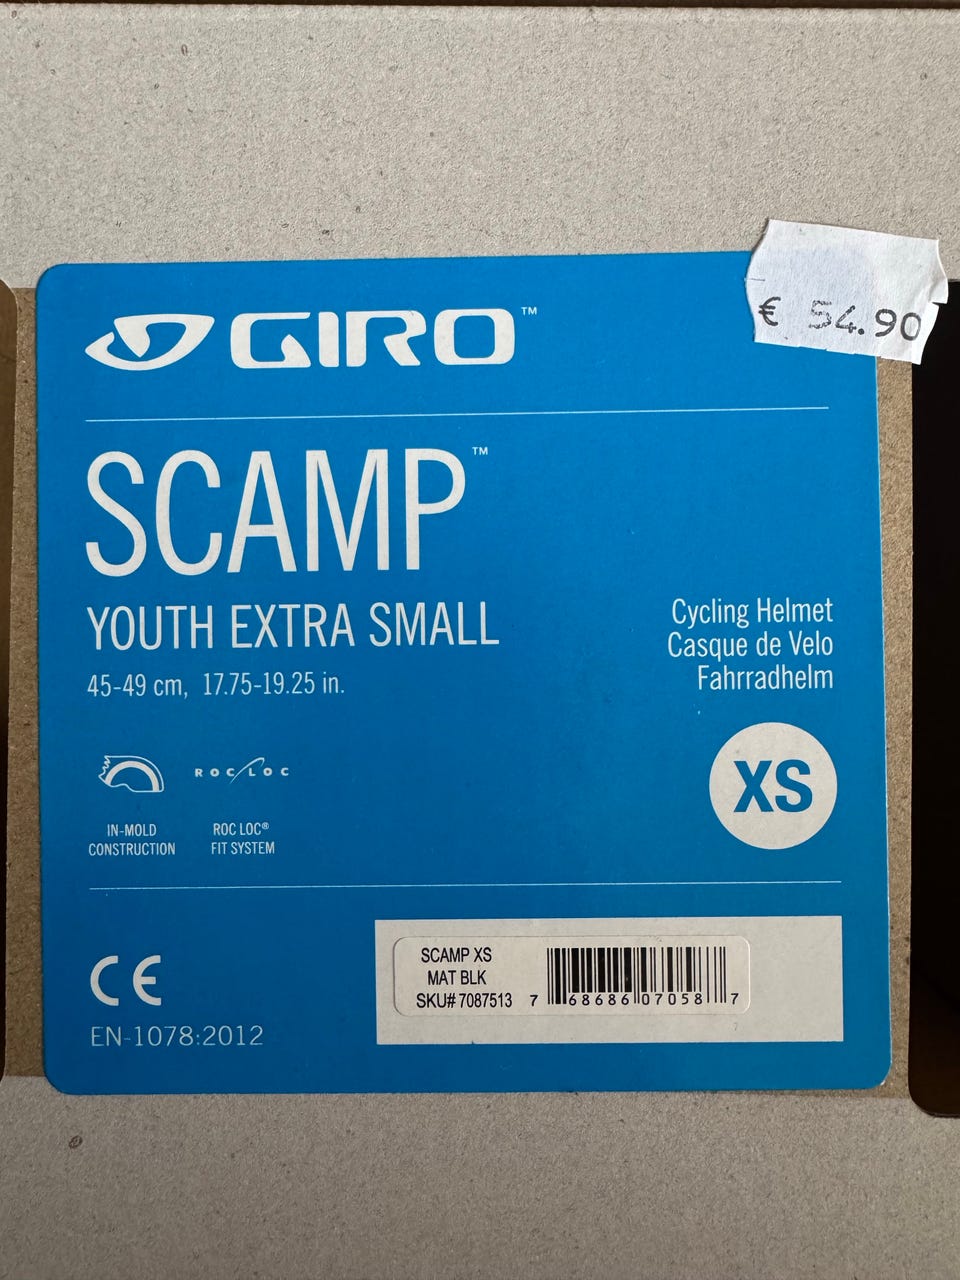 € 54.90
GIRO™
SCAMP™
YOUTH EXTRA SMALL
45-49 cm, 17.75-19.25 in.
Cycling Helmet
Casque de Velo
Fahrradhelm
ROC LOC
XS
IN-MOLD
CONSTRUCTION
ROC LOC®
FIT SYSTEM
CE
EN-1078:2012
SCAMP XS
MAT BLK
SKU# 7087513
7 68686 07058 7